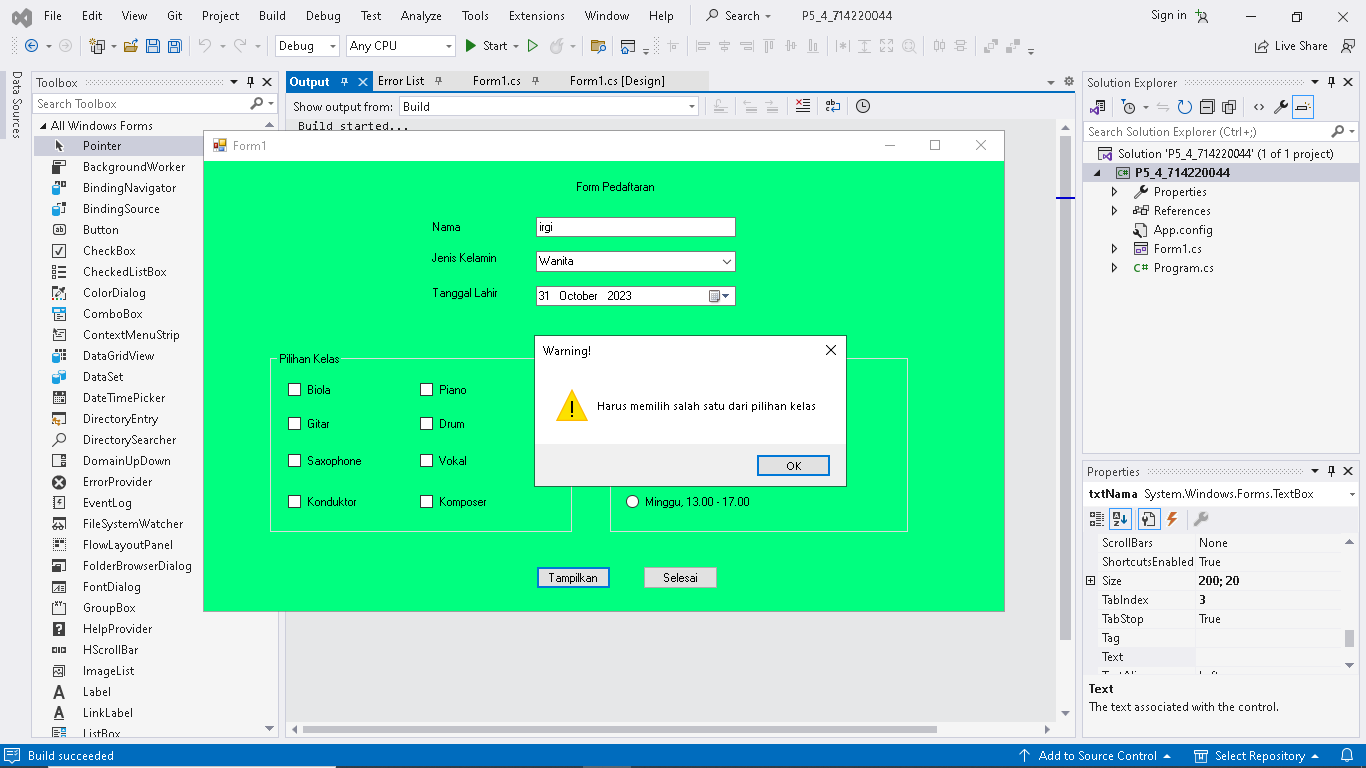 File Edit View Git Project Build Debug Test Analyze Tools Extensions Window Help Search P5_4_714220044 Sign in
Debug Any CPU Start Live Share
Data Sources
Toolbox
Search Toolbox
All Windows Forms
Pointer
BackgroundWorker
BindingNavigator
BindingSource
Button
CheckBox
CheckedListBox
ColorDialog
ComboBox
ContextMenuStrip
DataGridView
DataSet
DateTimePicker
DirectoryEntry
DirectorySearcher
DomainUpDown
ErrorProvider
EventLog
FileSystemWatcher
FlowLayoutPanel
FolderBrowserDialog
FontDialog
GroupBox
HelpProvider
HScrollBar
ImageList
Label
LinkLabel
ListBox
Output Error List Form1.cs Form1.cs [Design]
Show output from: Build
Build started...
Form1
Form Pedaftaran
Nama irgi
Jenis Kelamin Wanita
Tanggal Lahir 31 October 2023
Pilihan Kelas
Biola Piano
Gitar Drum
Saxophone Vokal
Konduktor Komposer
Minggu, 13.00 - 17.00
Tampilkan Selesai
Warning!
Harus memilih salah satu dari pilihan kelas
OK
Solution Explorer
Search Solution Explorer (Ctrl+;)
Solution 'P5_4_714220044' (1 of 1 project)
P5_4_714220044
Properties
References
App.config
Form1.cs
Program.cs
Properties
txtNama System.Windows.Forms.TextBox
ScrollBars None
ShortcutsEnabled True
Size 200; 20
TabIndex 3
TabStop True
Tag
Text
Text
The text associated with the control.
Build succeeded Add to Source Control Select Repository